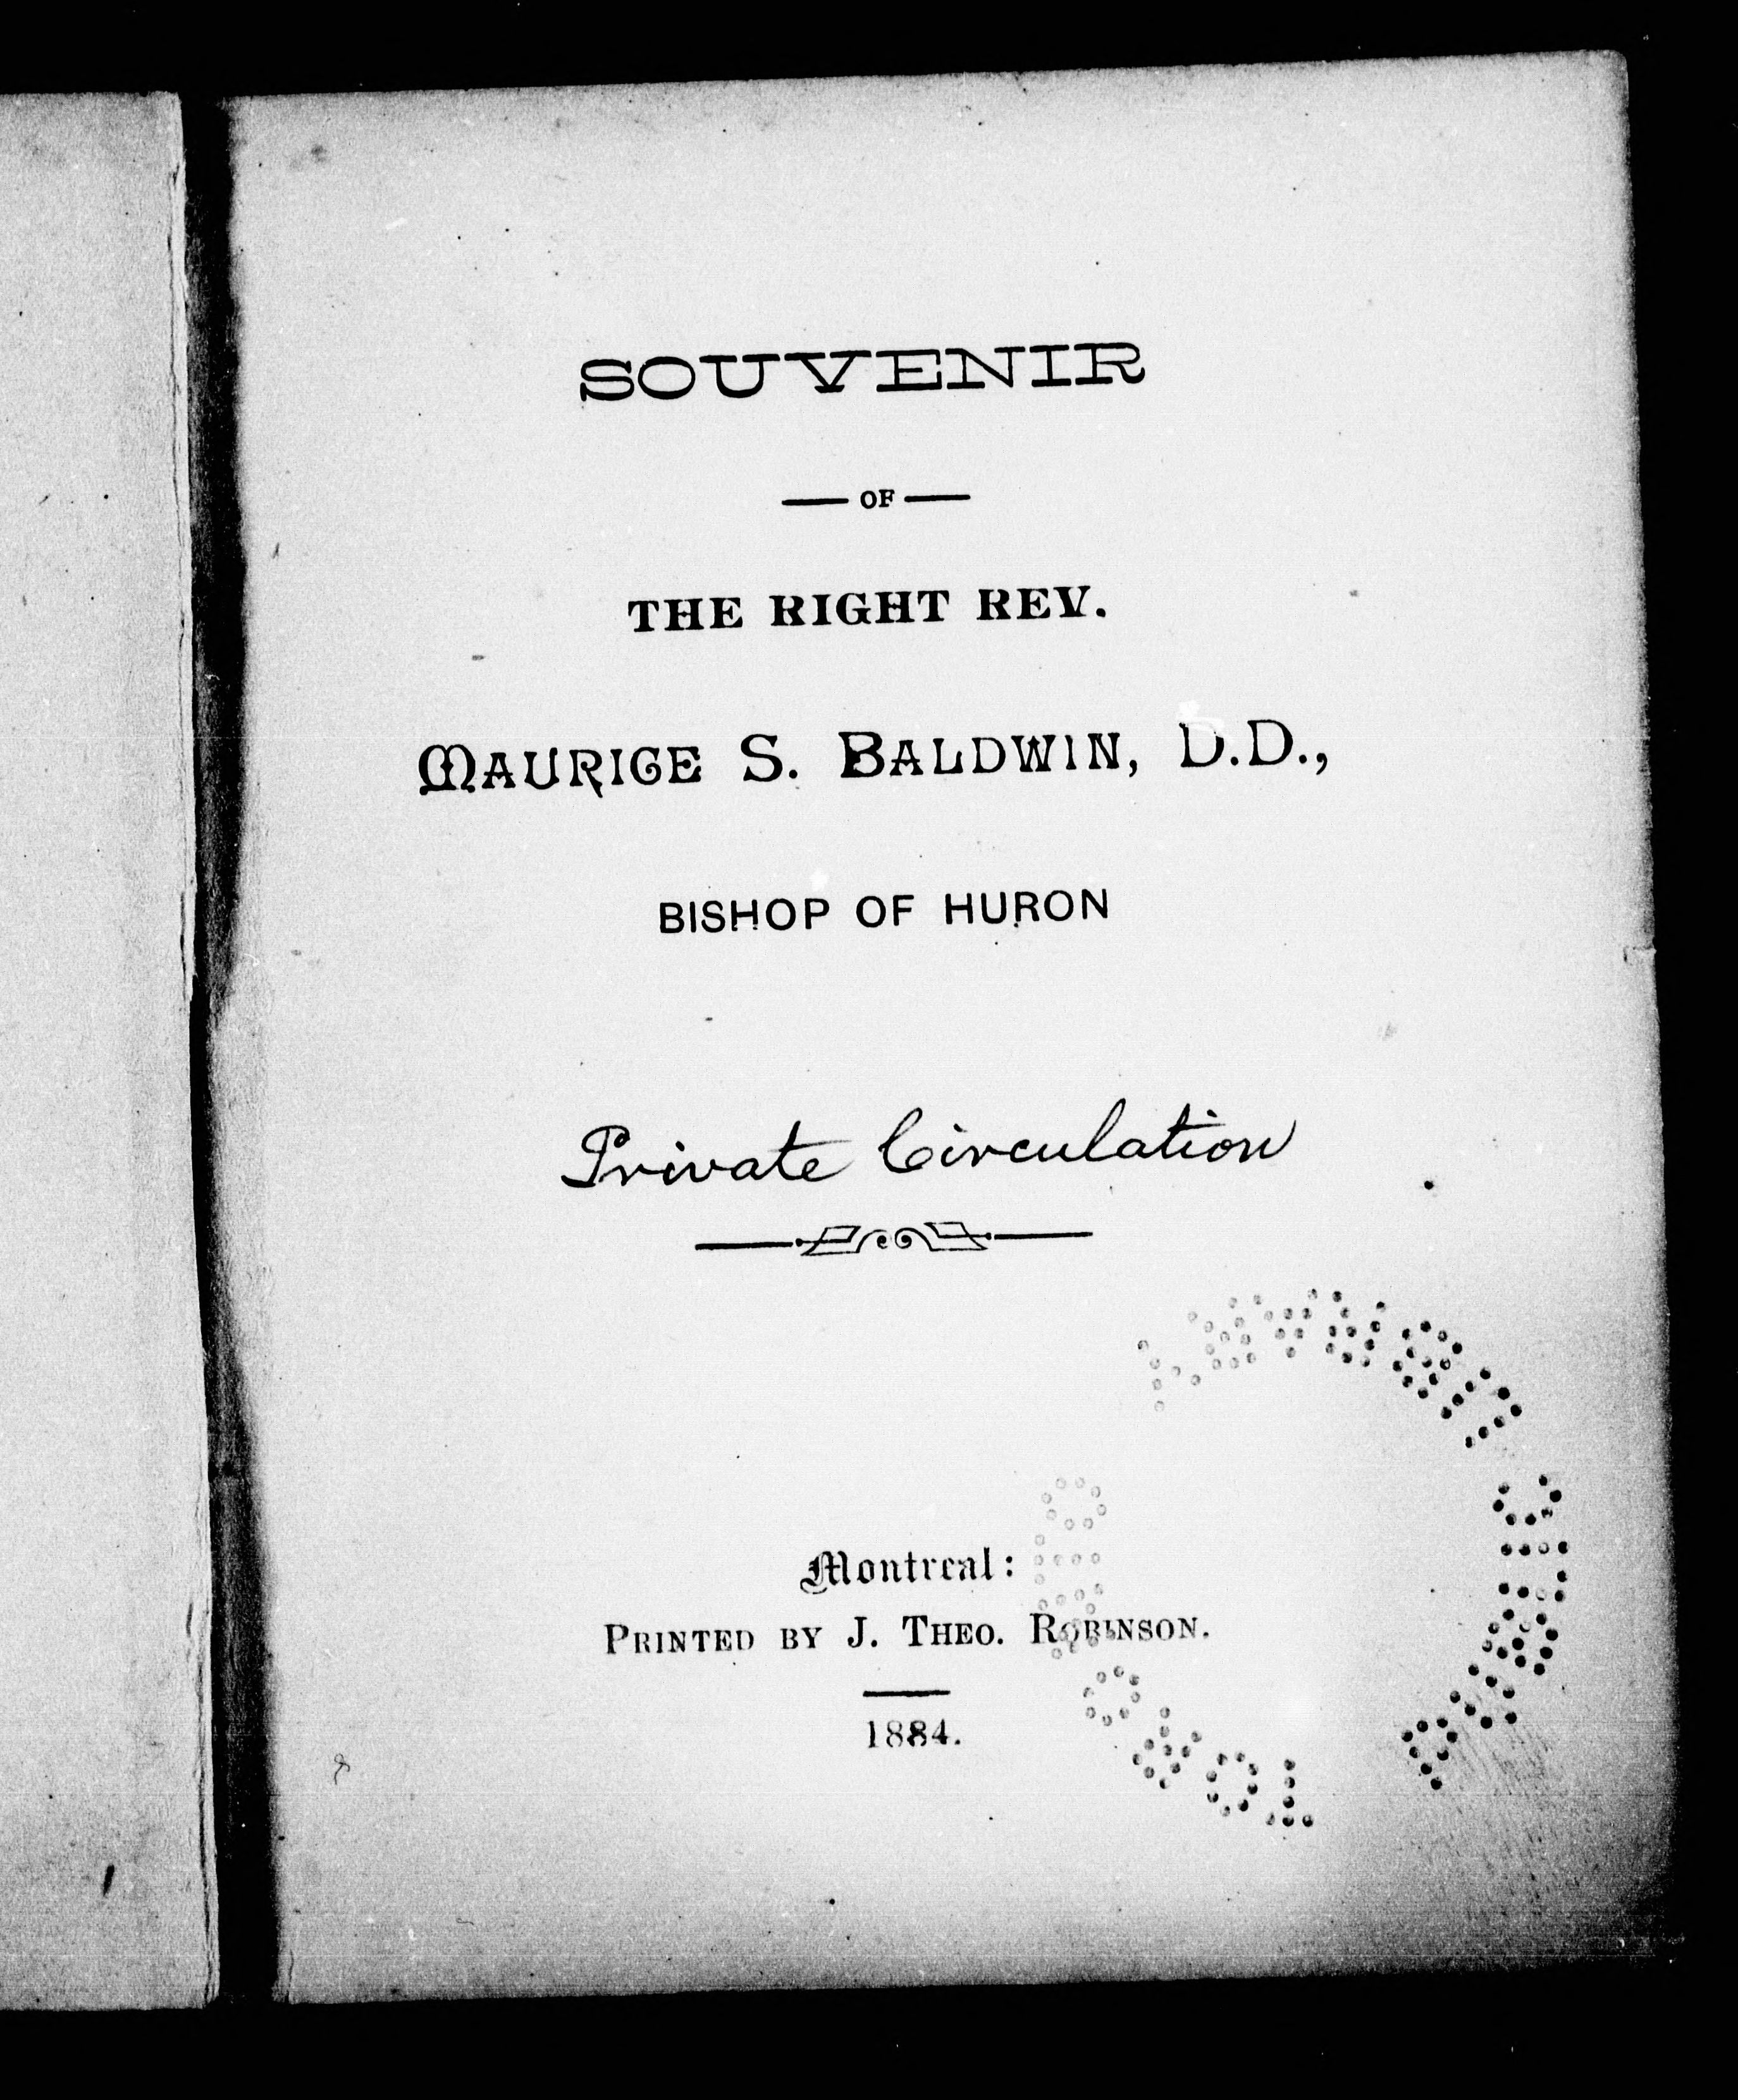 SOUVENIR
— OF —
THE RIGHT REV.
MAURICE S. BALDWIN, D.D.,
BISHOP OF HURON
Private Circulation
Montreal:
PRINTED BY J. THEO. ROBINSON.
1884.